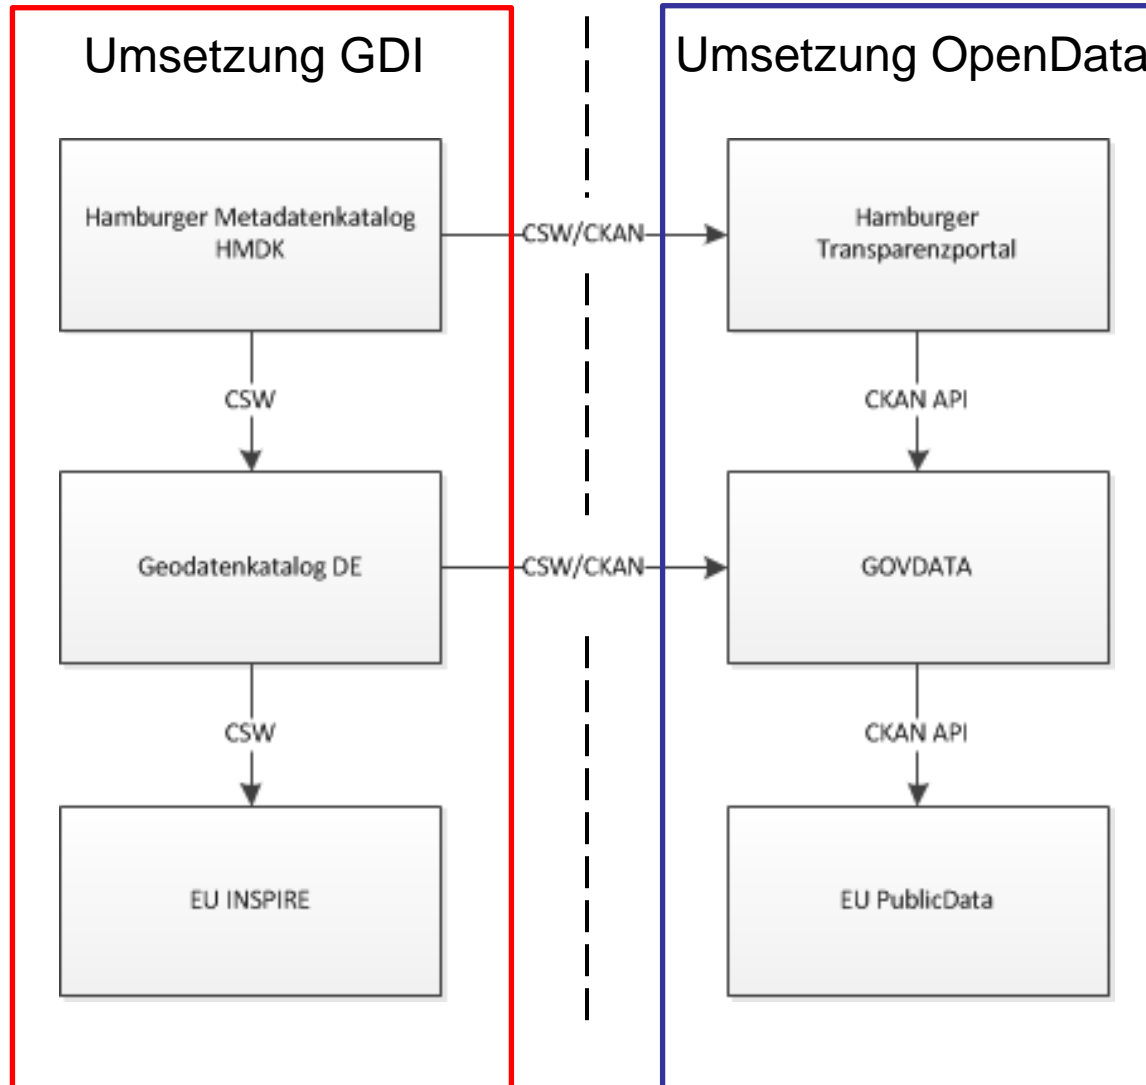 Umsetzung GDI
Umsetzung OpenData
Hamburger Metadatenkatalog
HMDK
CSW/CKAN
Hamburger
Transparenzportal
CSW
CKAN API
Geodatenkatalog DE
CSW/CKAN
GOVDATA
CSW
CKAN API
EU INSPIRE
EU PublicData